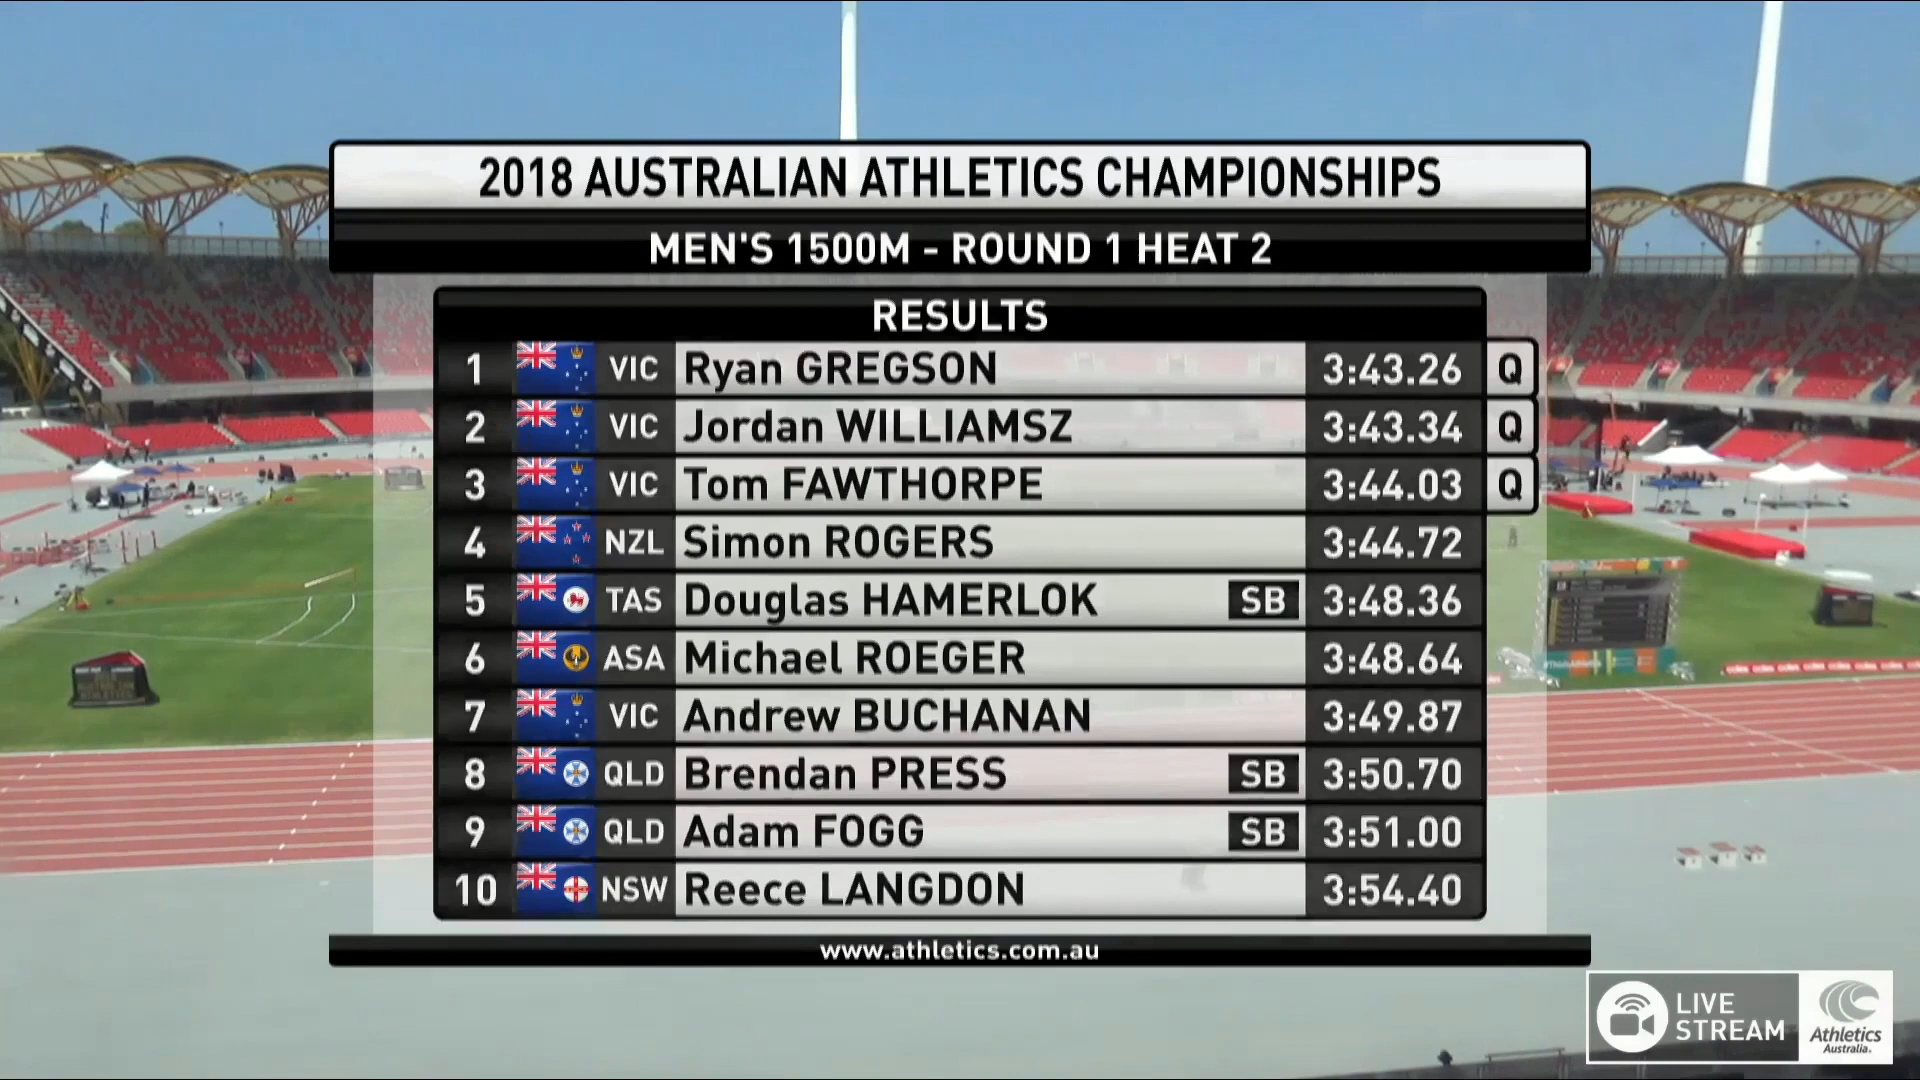 2018 AUSTRALIAN ATHLETICS CHAMPIONSHIPS
MEN'S 1500M - ROUND 1 HEAT 2
RESULTS
1 VIC Ryan GREGSON 3:43.26 Q
2 VIC Jordan WILLIAMSZ 3:43.34 Q
3 VIC Tom FAWTHORPE 3:44.03 Q
4 NZL Simon ROGERS 3:44.72
5 TAS Douglas HAMERLOK SB 3:48.36
6 ASA Michael ROEGER 3:48.64
7 VIC Andrew BUCHANAN 3:49.87
8 QLD Brendan PRESS SB 3:50.70
9 QLD Adam FOGG SB 3:51.00
10 NSW Reece LANGDON 3:54.40
www.athletics.com.au
LIVE
STREAM
Athletics
Australia.